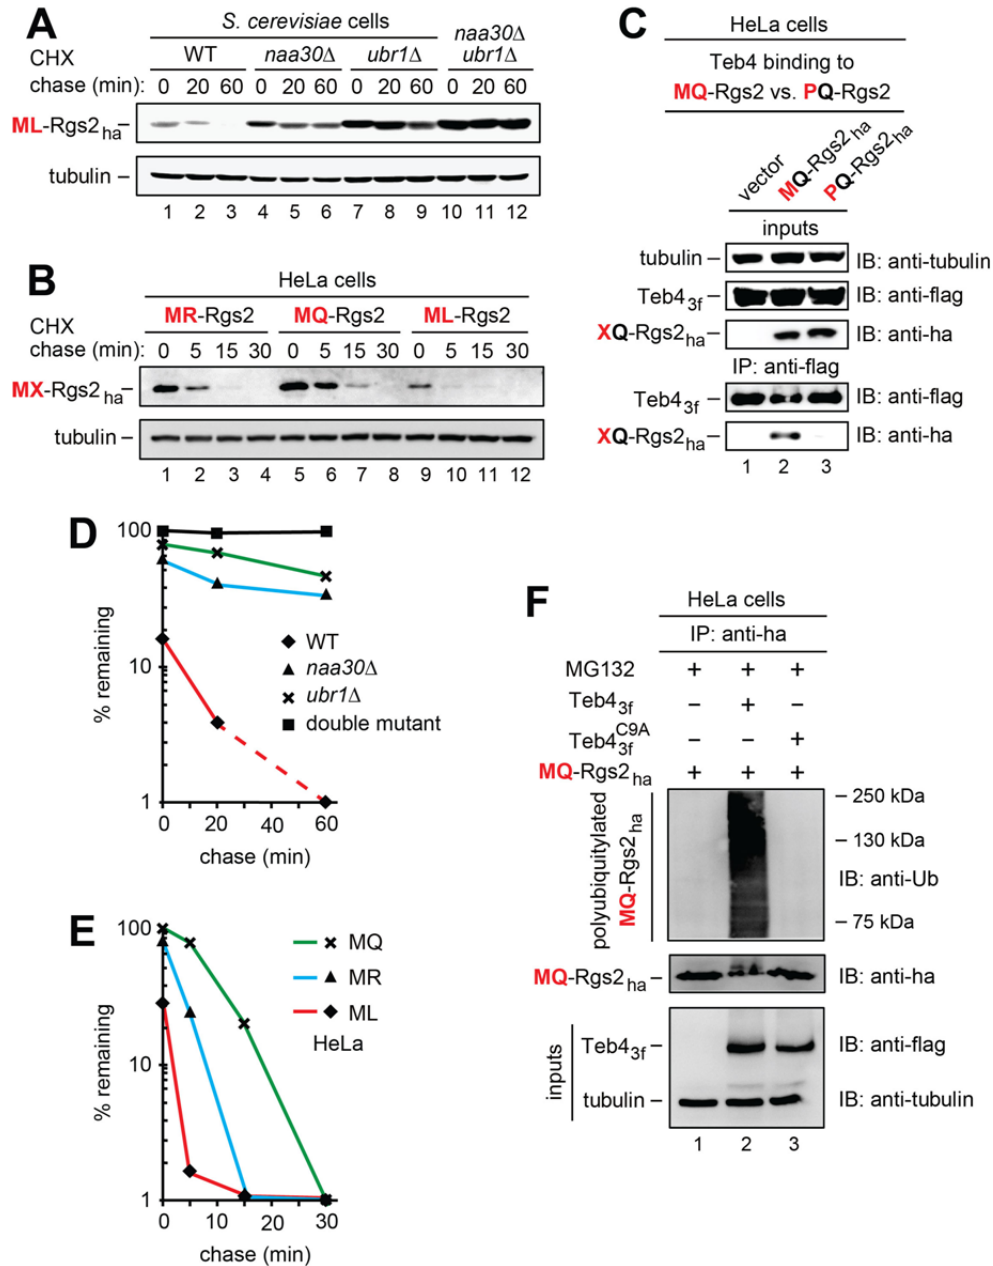 A
S. cerevisiae cells
CHX
chase (min):
WT
naa30Δ
ubr1Δ
naa30Δ
ubr1Δ
0 20 60 0 20 60 0 20 60 0 20 60
ML-Rgs2ha–
tubulin –
1 2 3 4 5 6 7 8 9 10 11 12
B
HeLa cells
MR-Rgs2 MQ-Rgs2 ML-Rgs2
CHX
chase (min): 0 5 15 30 0 5 15 30 0 5 15 30
MX-Rgs2ha–
tubulin –
1 2 3 4 5 6 7 8 9 10 11 12
C
HeLa cells
Teb4 binding to
MQ-Rgs2 vs. PQ-Rgs2
vector
MQ-Rgs2ha
PQ-Rgs2ha
inputs
tubulin – IB: anti-tubulin
Teb43f – IB: anti-flag
XQ-Rgs2ha– IB: anti-ha
IP: anti-flag
Teb43f – IB: anti-flag
XQ-Rgs2ha– IB: anti-ha
1 2 3
D
% remaining
100
10
1
0 20 40 60
chase (min)
WT
naa30Δ
ubr1Δ
double mutant
E
% remaining
100
10
1
0 10 20 30
chase (min)
MQ
MR
ML
HeLa
F
HeLa cells
IP: anti-ha
MG132 + + +
Teb43f – + –
Teb43fC9A – – +
MQ-Rgs2ha + + +
polyubiquitylated
MQ-Rgs2ha
– 250 kDa
– 130 kDa
IB: anti-Ub
– 75 kDa
MQ-Rgs2ha – IB: anti-ha
inputs
Teb43f – IB: anti-flag
tubulin – IB: anti-tubulin
1 2 3